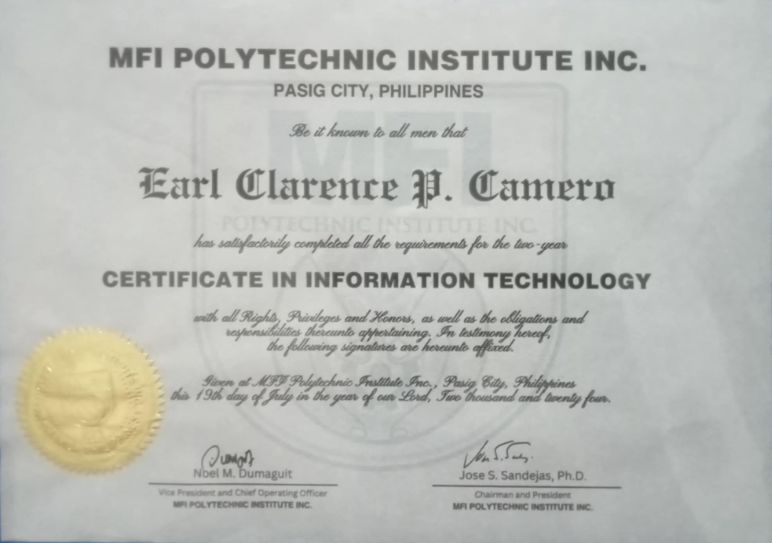 MFI POLYTECHNIC INSTITUTE INC.
PASIG CITY, PHILIPPINES
Be it known to all men that
MFI
Earl Clarence P. Camero
POLYTECHNIC INSTITUTE INC.
has satisfactorily completed all the requirements for the two-year
CERTIFICATE IN INFORMATION TECHNOLOGY
with all Rights, Privileges and Honors, as well as the obligations and
responsibilities thereunto appertaining. In testimony hereof,
the following signatures are hereunto affixed.
Given at MFI Polytechnic Institute Inc., Pasig City, Philippines
this 19th day of July in the year of our Lord, Two thousand and twenty four.
Noel M. Dumaguit
Vice President and Chief Operating Officer
MFI POLYTECHNIC INSTITUTE INC.
Jose S. Sandejas, Ph.D.
Chairman and President
MFI POLYTECHNIC INSTITUTE INC.